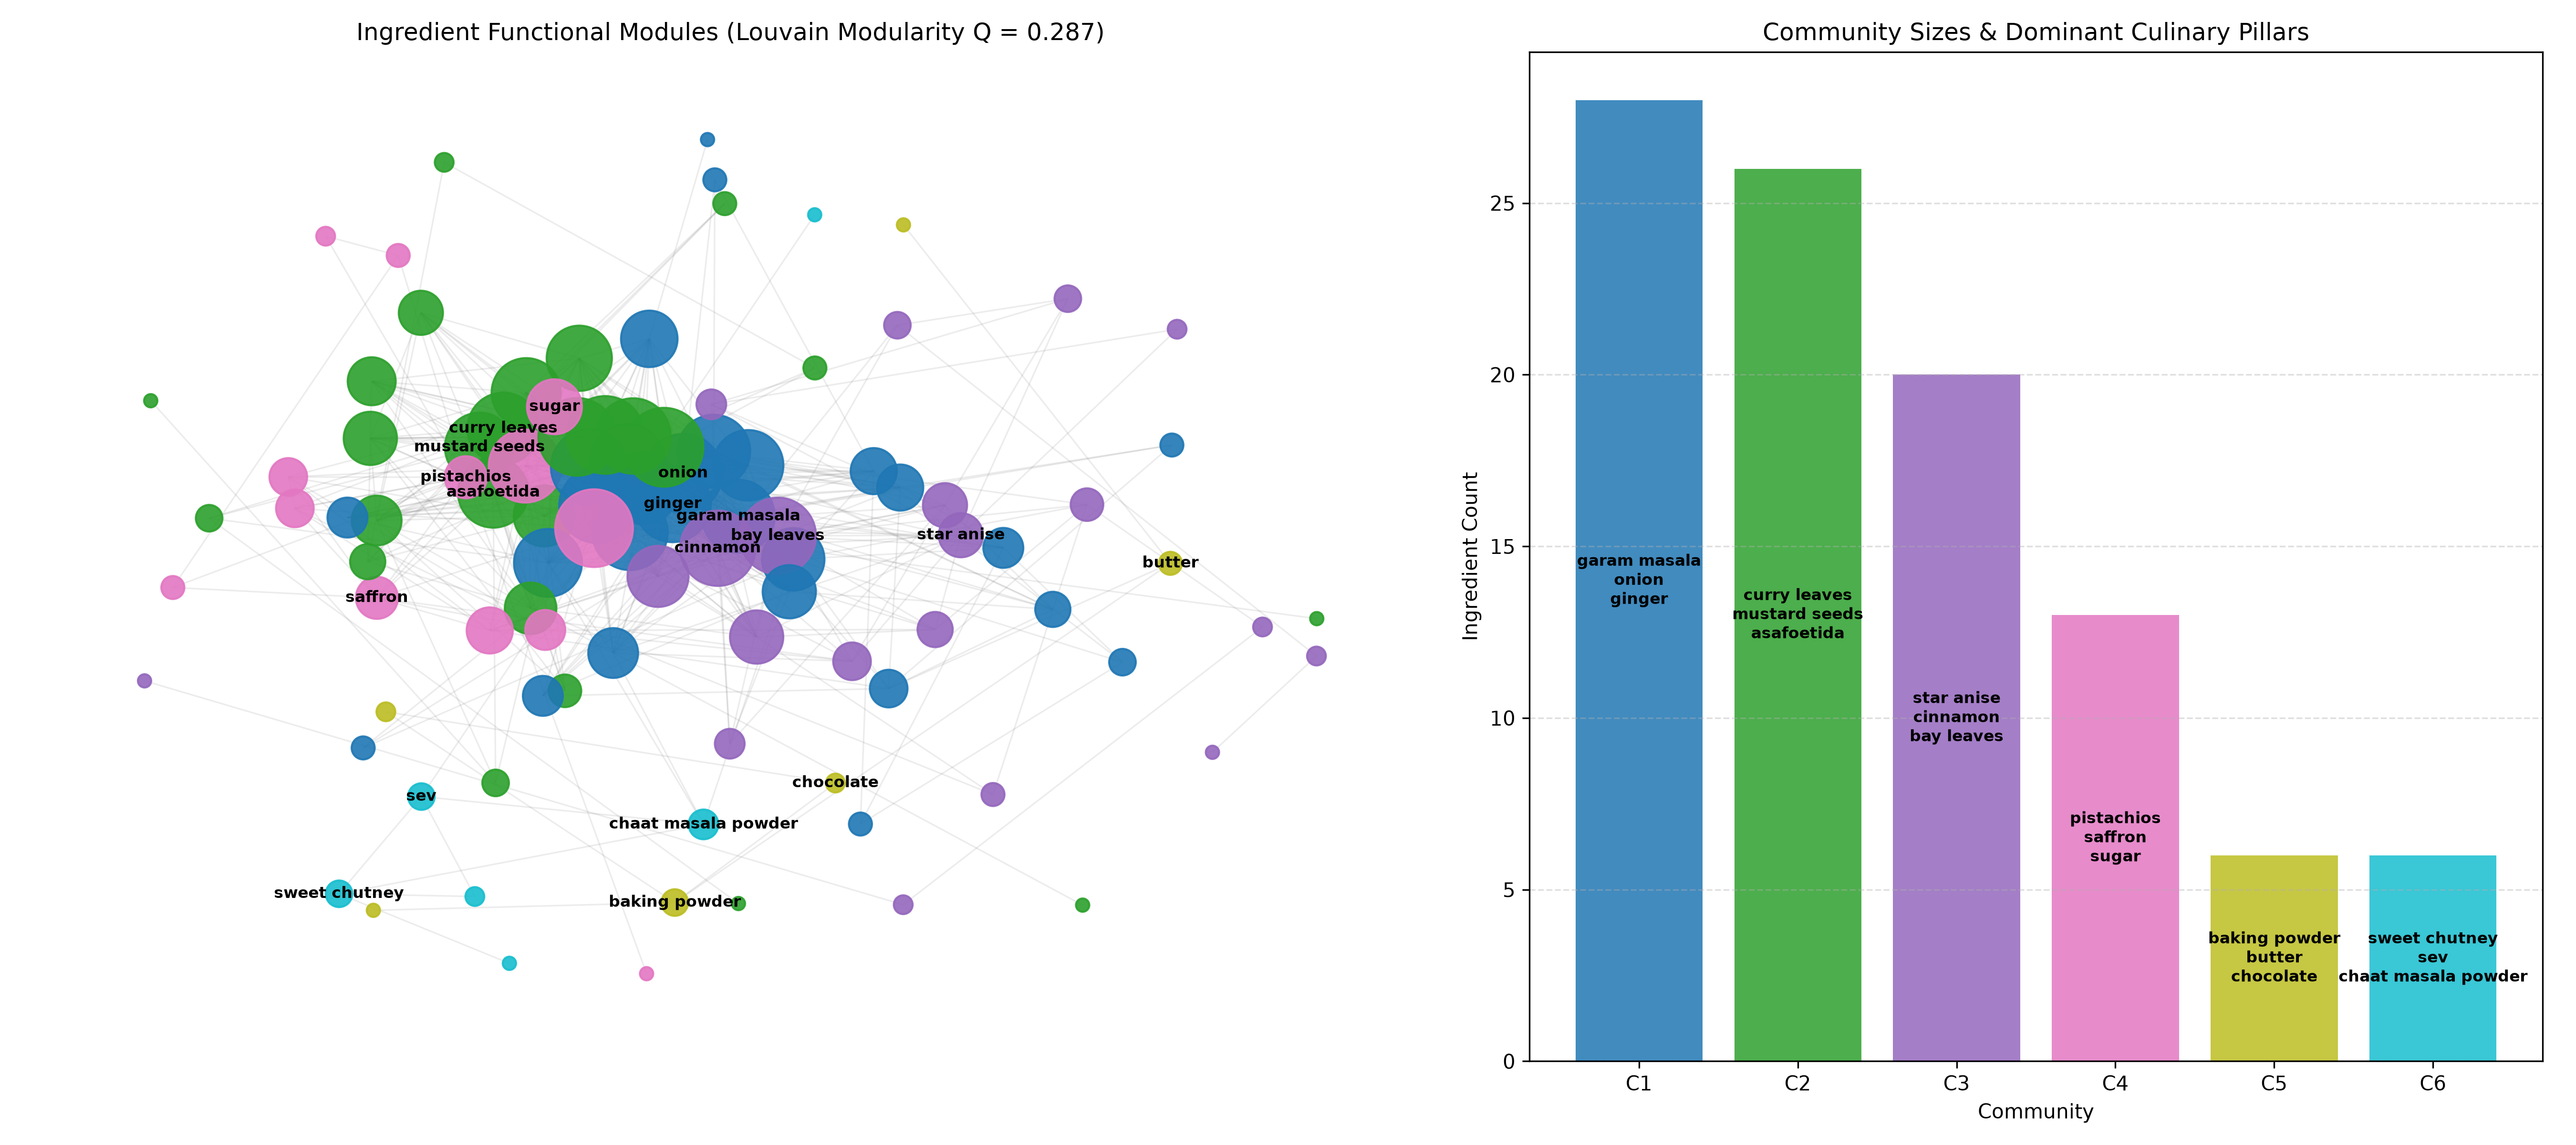 Ingredient Functional Modules (Louvain Modularity Q = 0.287)
sugar
curry leaves
mustard seeds
pistachios
asafoetida
onion
ginger
garam masala
bay leaves
cinnamon
star anise
butter
saffron
chocolate
sev
chaat masala powder
sweet chutney
baking powder
Community Sizes & Dominant Culinary Pillars
Ingredient Count
25
20
15
10
5
0
garam masala
onion
ginger
curry leaves
mustard seeds
asafoetida
star anise
cinnamon
bay leaves
pistachios
saffron
sugar
baking powder
butter
chocolate
sweet chutney
sev
chaat masala powder
C1
C2
C3
C4
C5
C6
Community